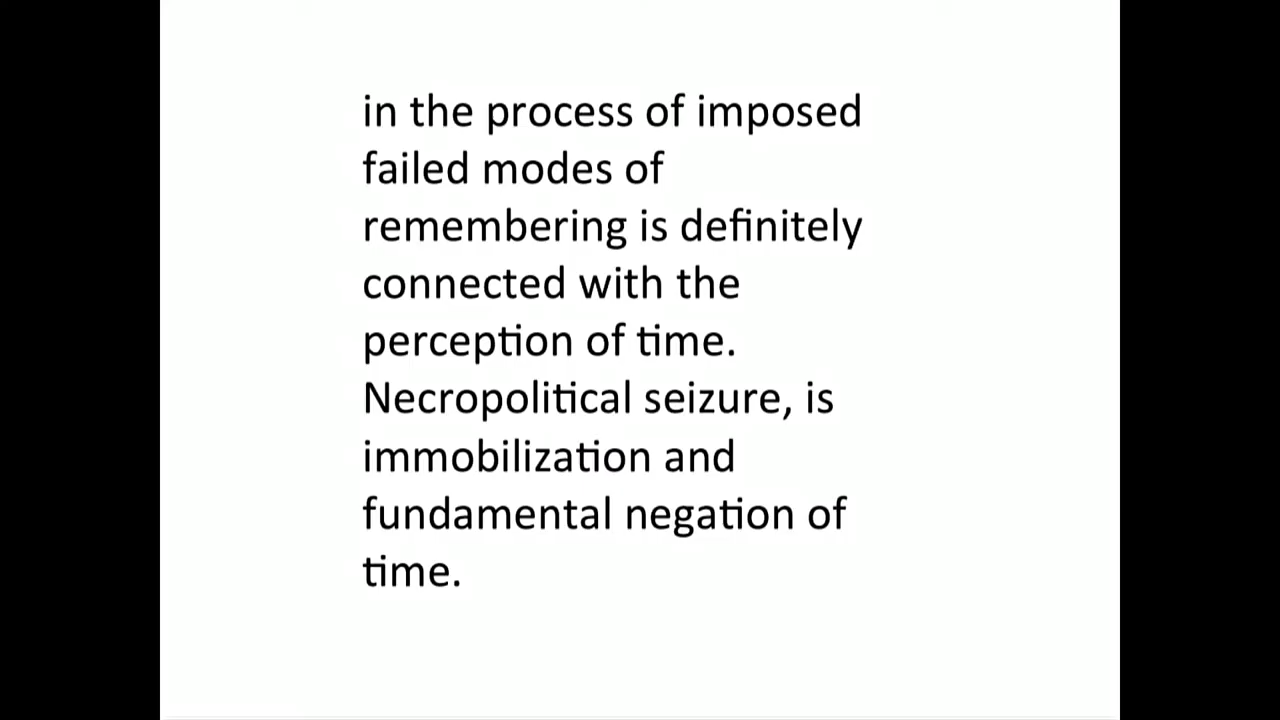 in the process of imposed
failed modes of
remembering is definitely
connected with the
perception of time.
Necropolitical seizure, is
immobilization and
fundamental negation of
time.